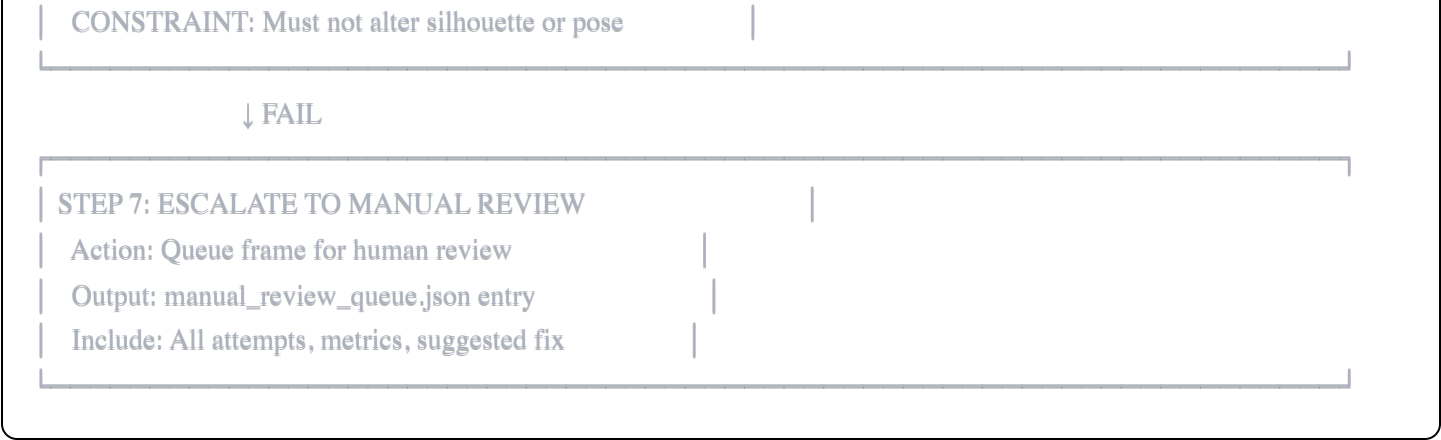 │ CONSTRAINT: Must not alter silhouette or pose │
└─────────────────────────────────────────────────────────────────┘
↓ FAIL
┌─────────────────────────────────────────────────────────────────┐
│ STEP 7: ESCALATE TO MANUAL REVIEW │
│ Action: Queue frame for human review │
│ Output: manual_review_queue.json entry │
│ Include: All attempts, metrics, suggested fix │
└─────────────────────────────────────────────────────────────────┘